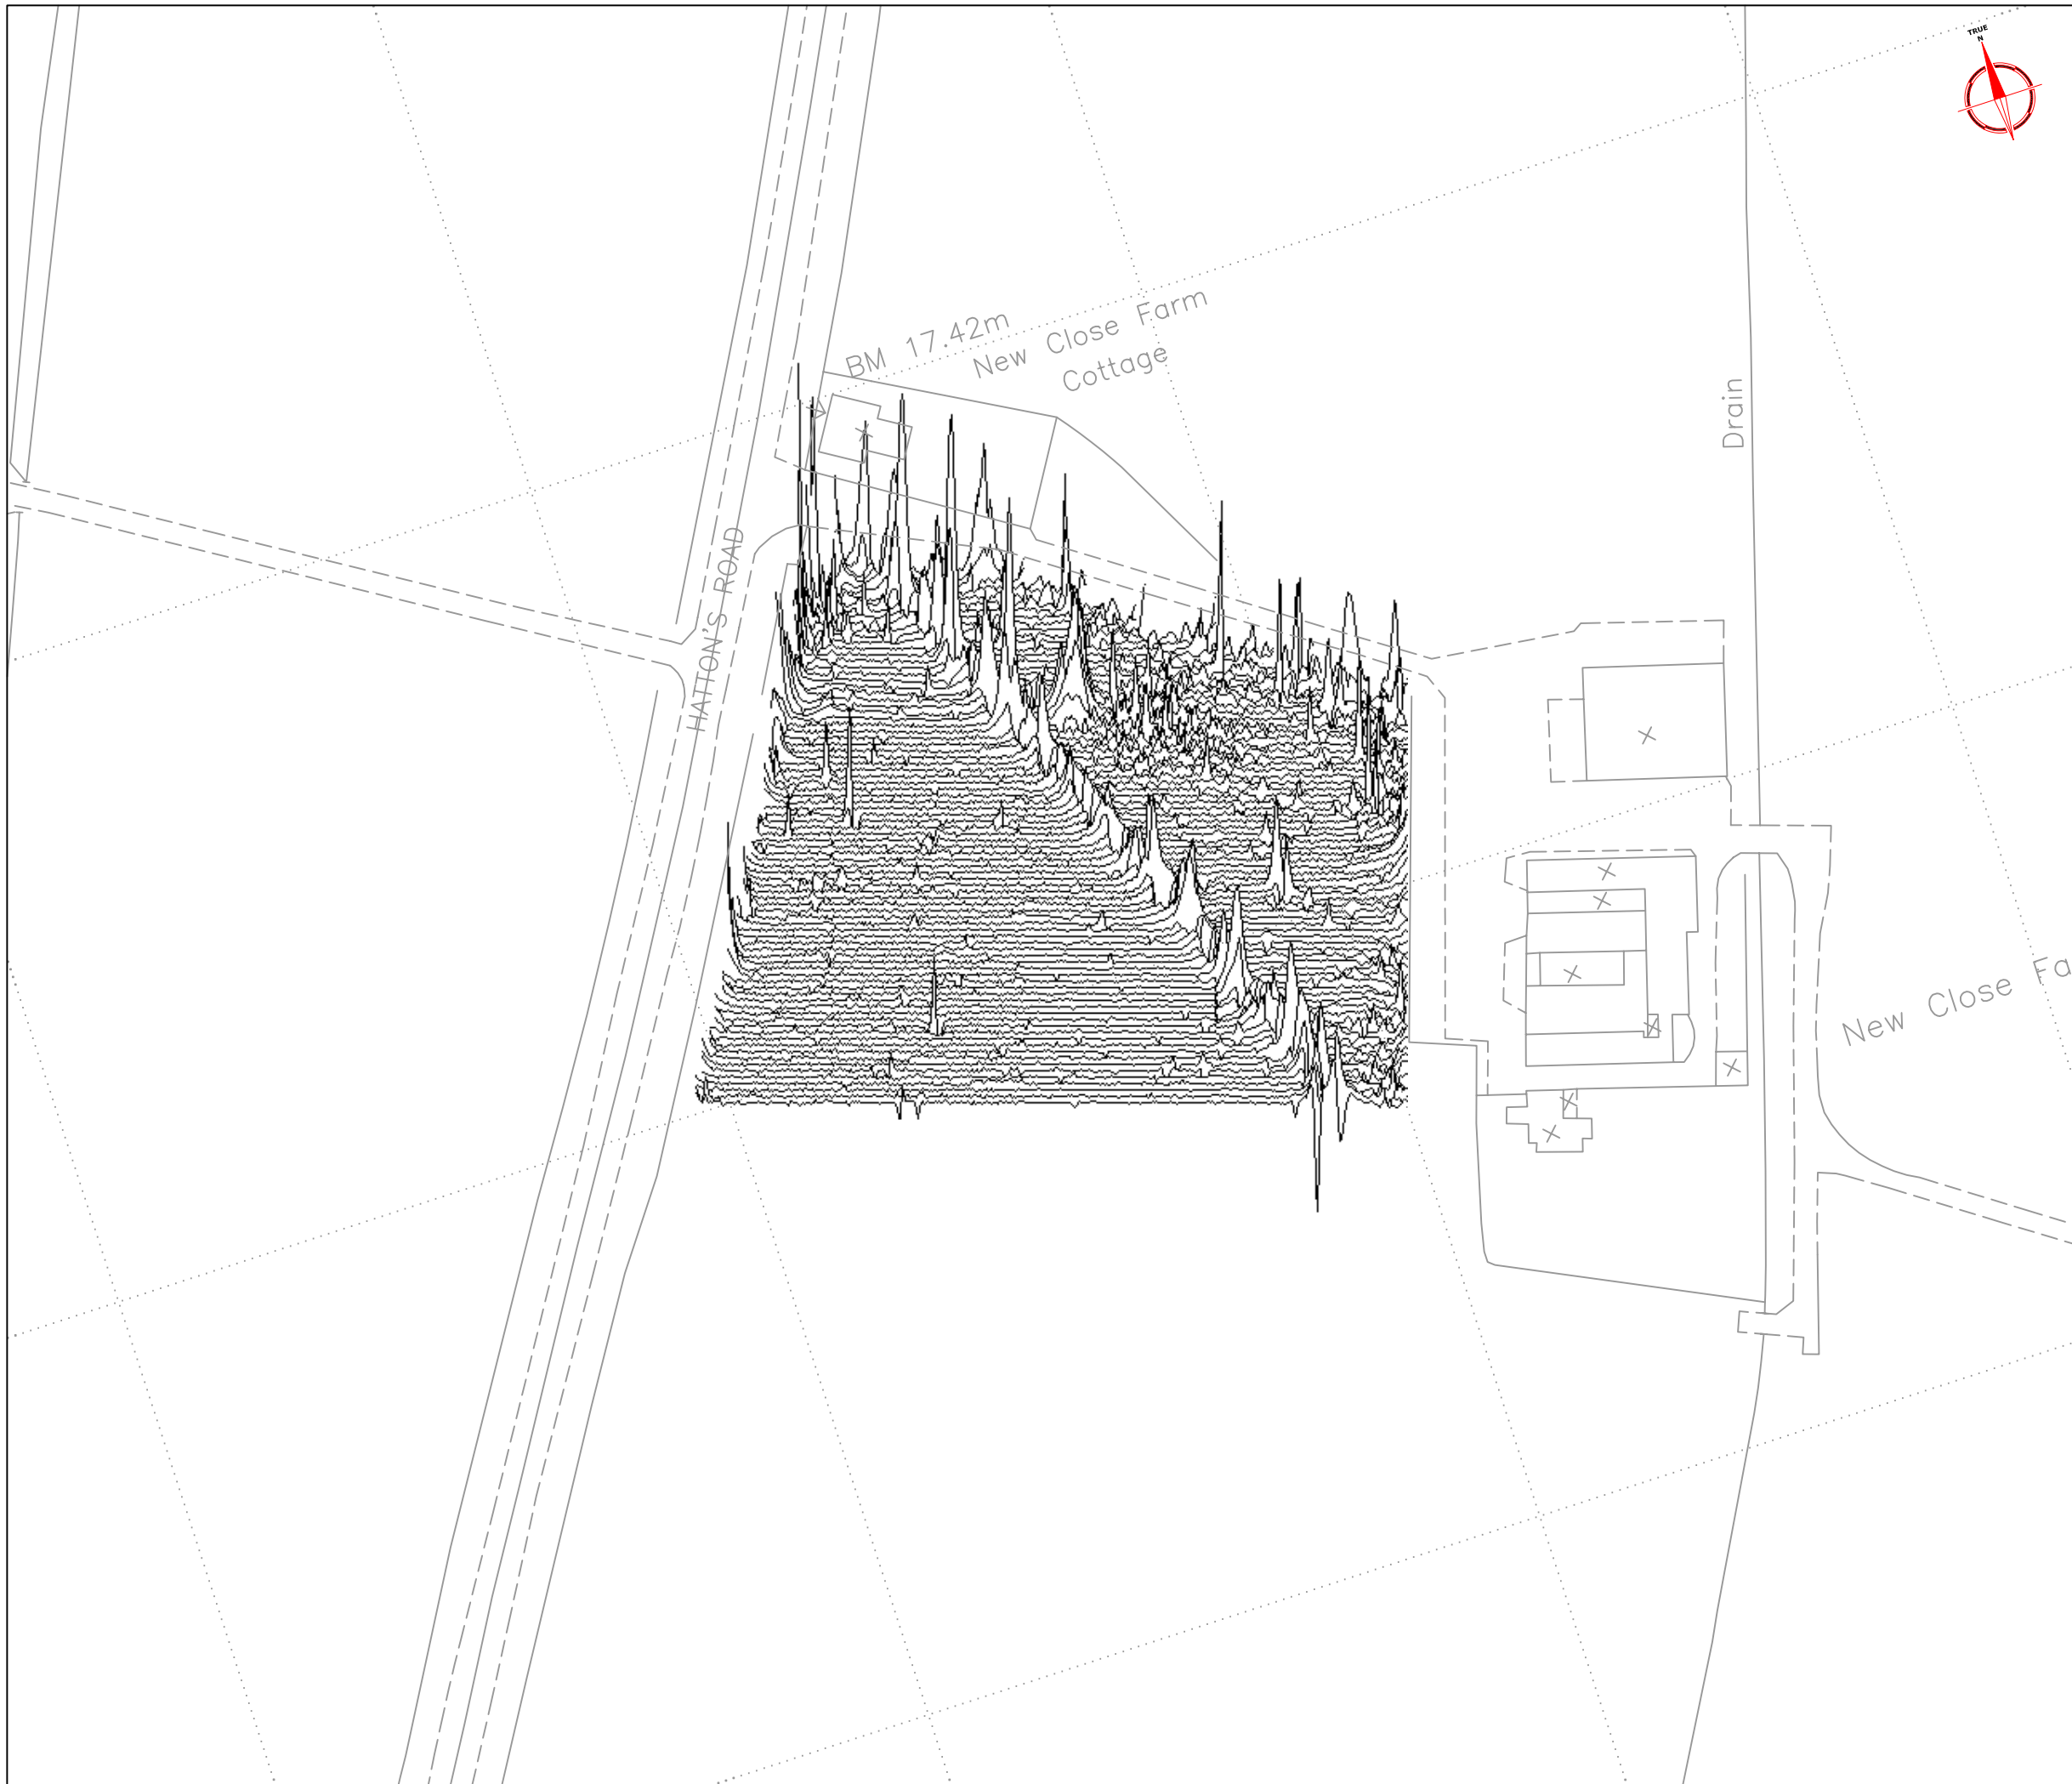 TRUE
N
BM 17.42m
New Close Farm
Cottage
Drain
HATTON'S ROAD
New Close Fa